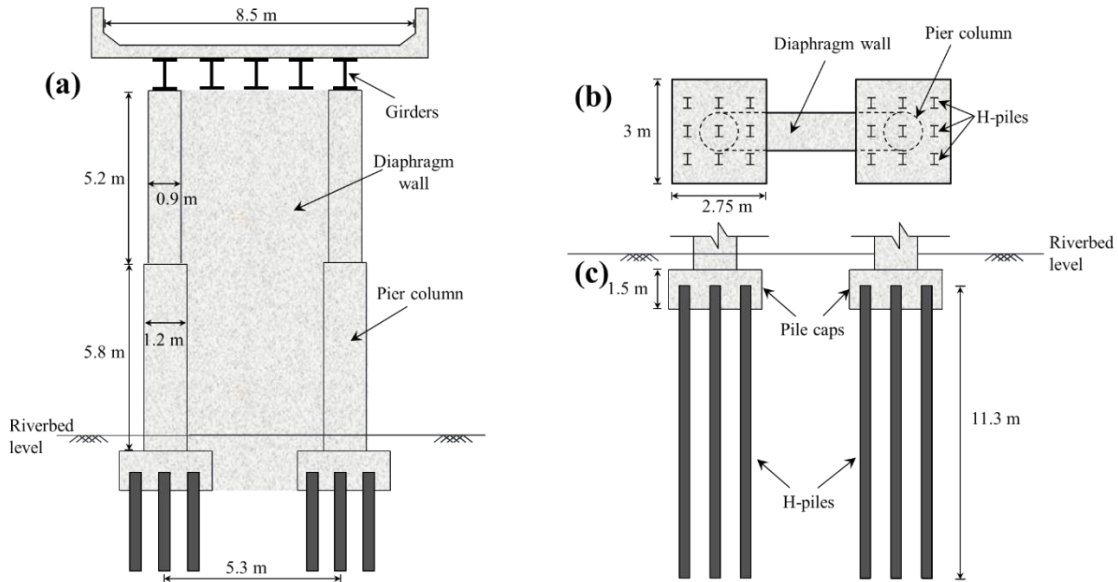 8.5 m
(a)
Girders
5.2 m
0.9 m
Diaphragm
wall
Pier column
1.2 m
5.8 m
Riverbed
level
5.3 m
(b)
Diaphragm wall
Pier column
H-piles
3 m
2.75 m
(c)
Riverbed
level
1.5 m
Pile caps
11.3 m
H-piles